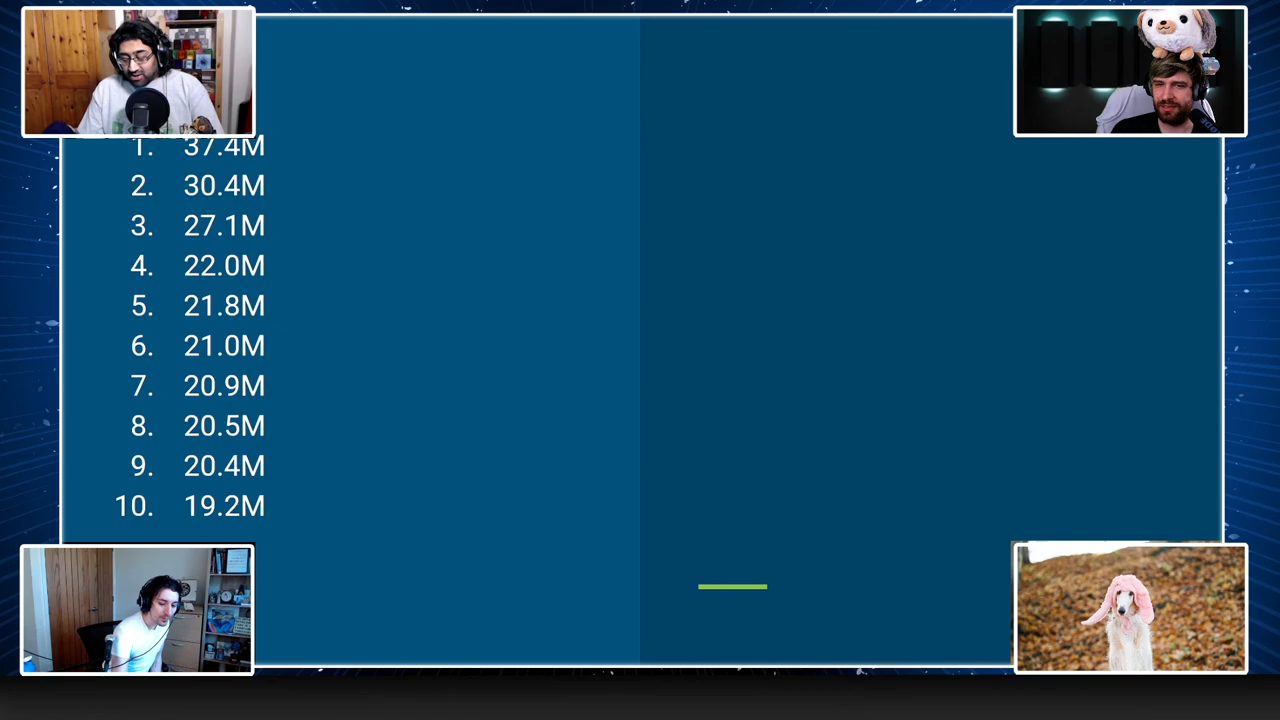 1. 37.4M
2. 30.4M
3. 27.1M
4. 22.0M
5. 21.8M
6. 21.0M
7. 20.9M
8. 20.5M
9. 20.4M
10. 19.2M